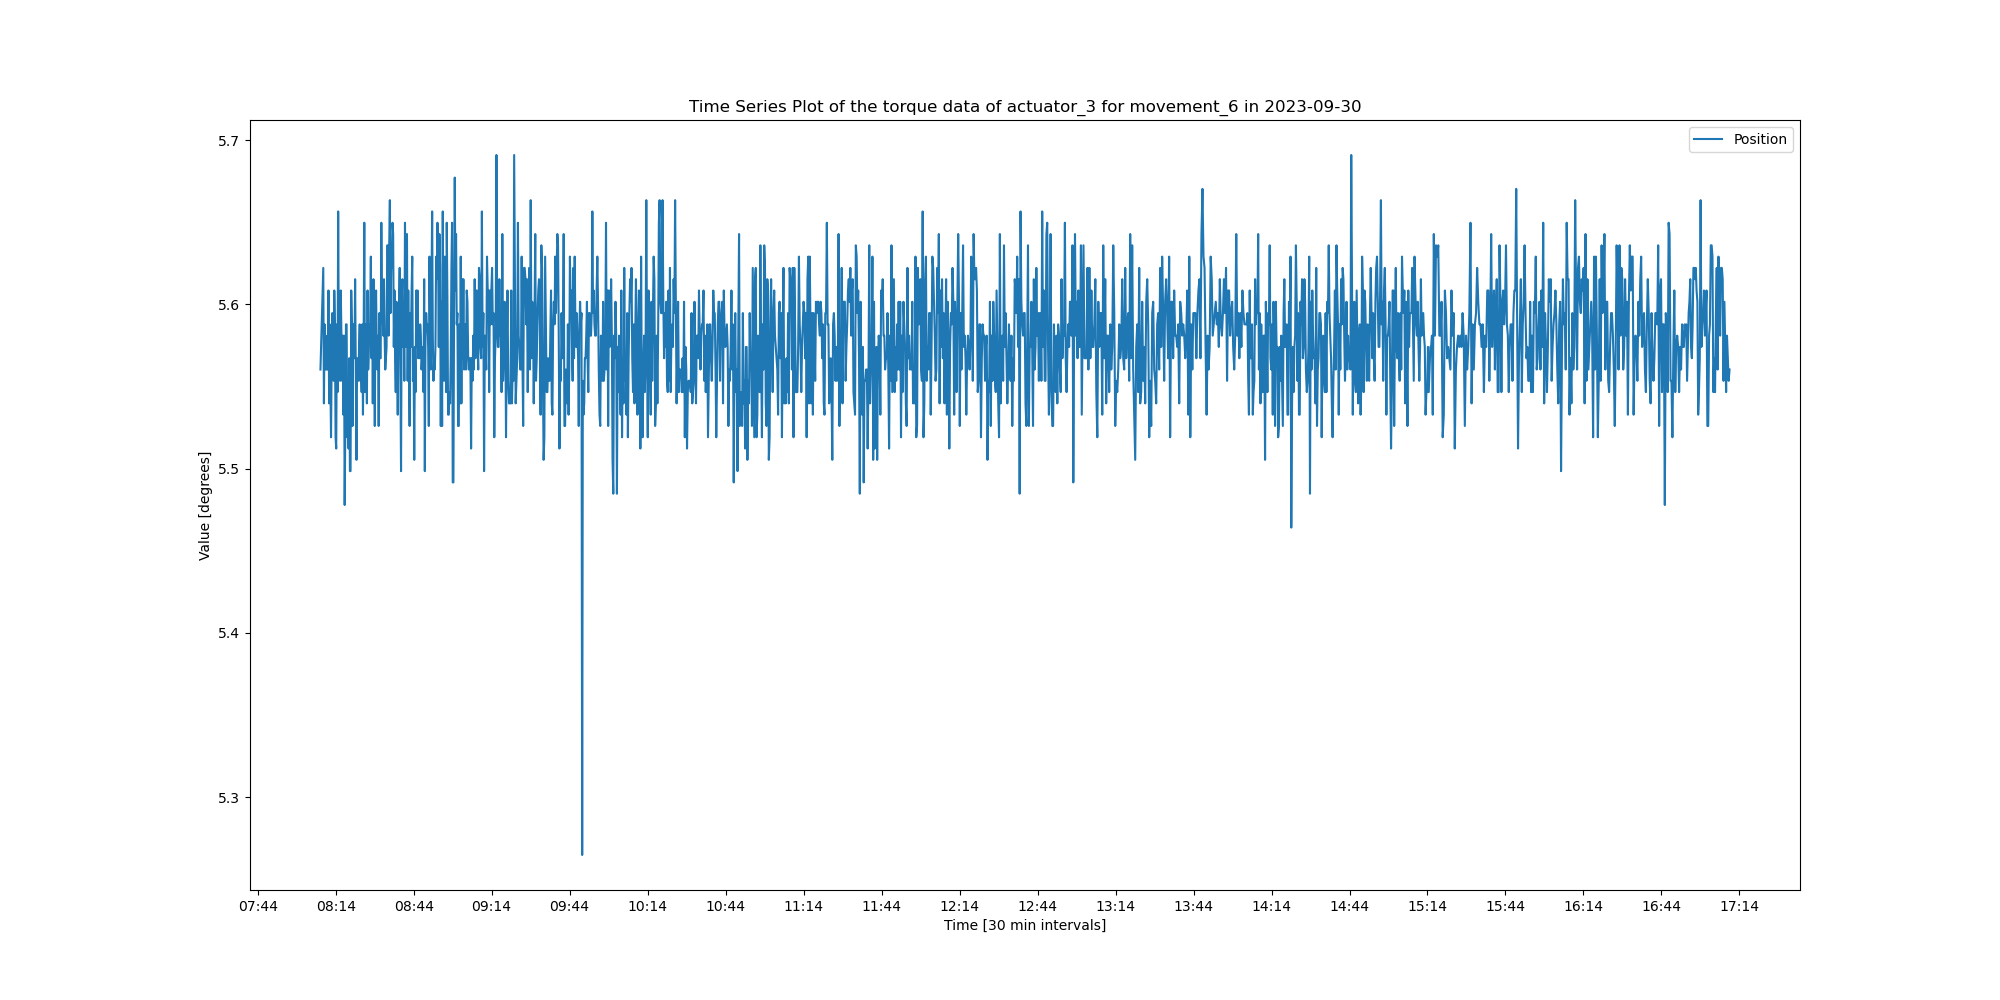 Time Series Plot of the torque data of actuator_3 for movement_6 in 2023-09-30
Position
5.7
5.6
5.5
5.4
5.3
Value [degrees]
07:44 08:14 08:44 09:14 09:44 10:14 10:44 11:14 11:44 12:14 12:44 13:14 13:44 14:14 14:44 15:14 15:44 16:14 16:44 17:14
Time [30 min intervals]